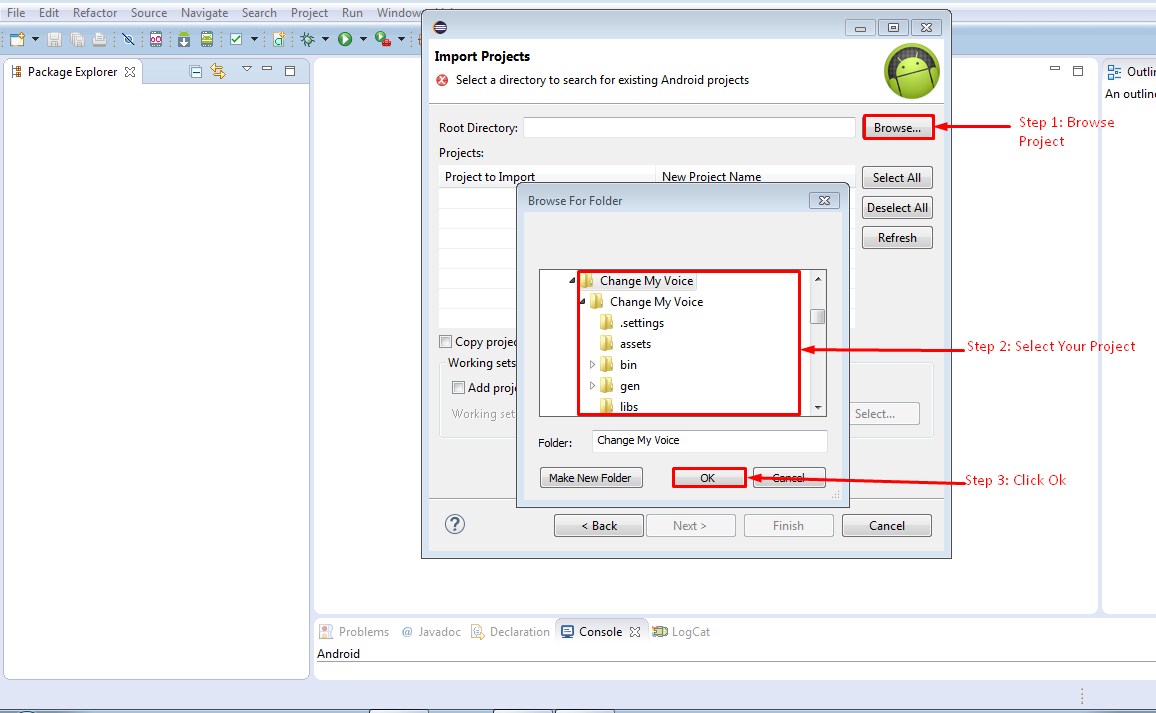 File Edit Refactor Source Navigate Search Project Run Window
Package Explorer
Import Projects
Select a directory to search for existing Android projects
Root Directory:
Browse...
Step 1: Browse
Project
Projects:
Project to Import New Project Name
Select All
Deselect All
Refresh
Browse For Folder
Change My Voice
Change My Voice
.settings
assets
bin
gen
libs
Step 2: Select Your Project
Copy
Working sets
Add
Working
Select...
Folder: Change My Voice
Make New Folder OK Cancel
Step 3: Click Ok
< Back Next > Finish Cancel
An outline
Problems @ Javadoc Declaration Console LogCat
Android